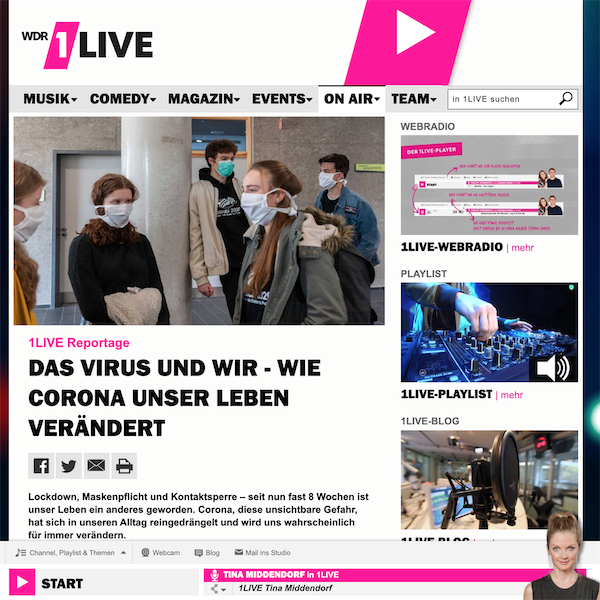 WDR 1LIVE
MUSIK COMEDY MAGAZIN EVENTS ON AIR TEAM in 1LIVE suchen
WEBRADIO
DER 1LIVE-PLAYER
START
1LIVE-WEBRADIO | mehr
PLAYLIST
1LIVE-PLAYLIST | mehr
1LIVE-BLOG
1LIVE Reportage
DAS VIRUS UND WIR - WIE
CORONA UNSER LEBEN
VERÄNDERT
Lockdown, Maskenpflicht und Kontaktsperre – seit nun fast 8 Wochen ist
unser Leben ein anderes geworden. Corona, diese unsichtbare Gefahr,
hat sich in unseren Alltag reingedrängelt und wird uns wahrscheinlich
für immer verändern.
Channel, Playlist & Themen Webcam Blog Mail ins Studio
START
TINA MIDDENDORF in 1LIVE
1LIVE Tina Middendorf